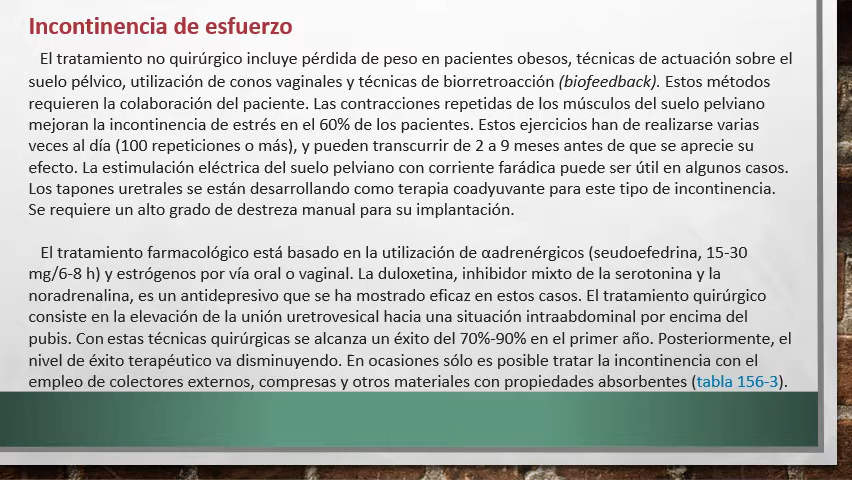 Incontinencia de esfuerzo
El tratamiento no quirúrgico incluye pérdida de peso en pacientes obesos, técnicas de actuación sobre el
suelo pélvico, utilización de conos vaginales y técnicas de biorretroacción (biofeedback). Estos métodos
requieren la colaboración del paciente. Las contracciones repetidas de los músculos del suelo pelviano
mejoran la incontinencia de estrés en el 60% de los pacientes. Estos ejercicios han de realizarse varias
veces al día (100 repeticiones o más), y pueden transcurrir de 2 a 9 meses antes de que se aprecie su
efecto. La estimulación eléctrica del suelo pelviano con corriente farádica puede ser útil en algunos casos.
Los tapones uretrales se están desarrollando como terapia coadyuvante para este tipo de incontinencia.
Se requiere un alto grado de destreza manual para su implantación.
El tratamiento farmacológico está basado en la utilización de αadrenérgicos (seudoefedrina, 15-30
mg/6-8 h) y estrógenos por vía oral o vaginal. La duloxetina, inhibidor mixto de la serotonina y la
noradrenalina, es un antidepresivo que se ha mostrado eficaz en estos casos. El tratamiento quirúrgico
consiste en la elevación de la unión uretrovesical hacia una situación intraabdominal por encima del
pubis. Con estas técnicas quirúrgicas se alcanza un éxito del 70%-90% en el primer año. Posteriormente, el
nivel de éxito terapéutico va disminuyendo. En ocasiones sólo es posible tratar la incontinencia con el
empleo de colectores externos, compresas y otros materiales con propiedades absorbentes (tabla 156-3).